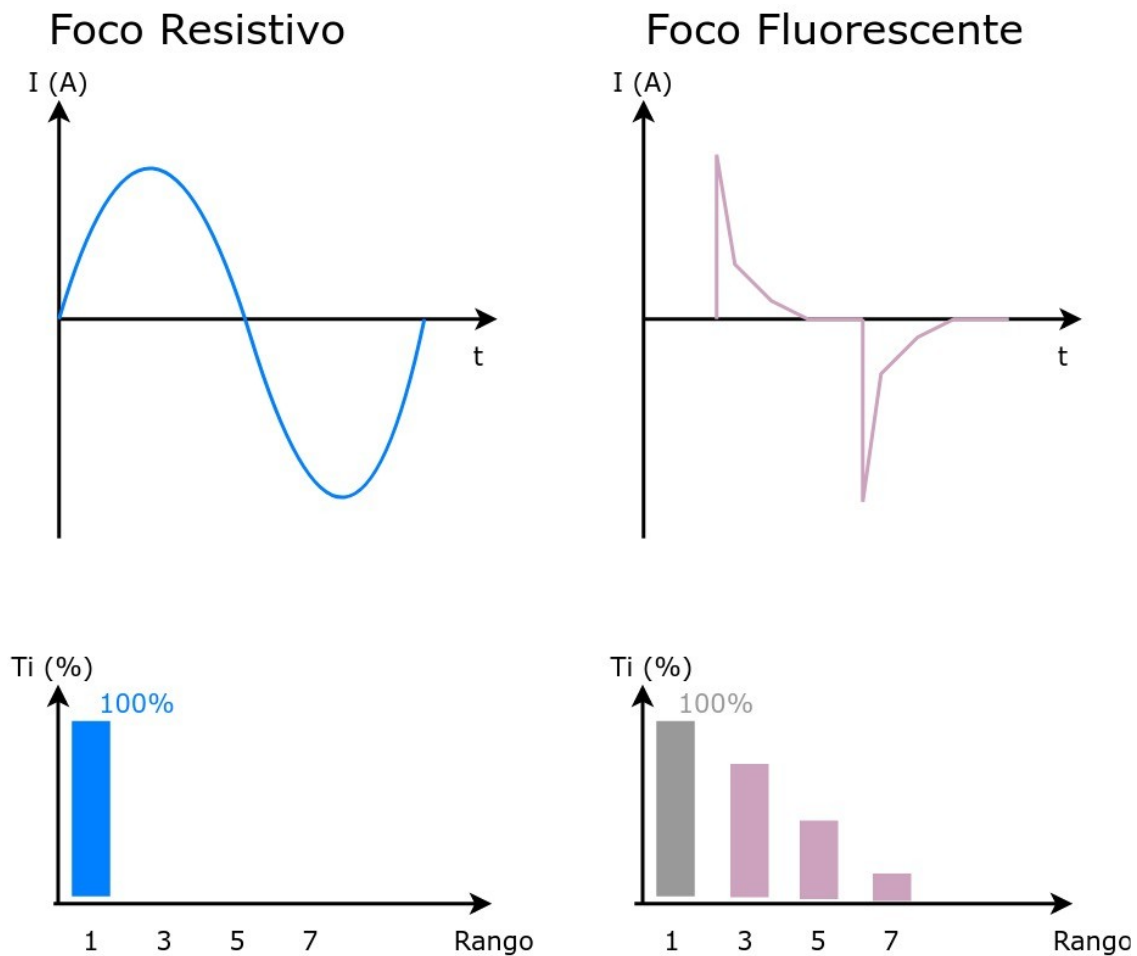 Foco Resistivo
I (A)
t
Ti (%)
100%
1 3 5 7 Rango
Foco Fluorescente
I (A)
t
Ti (%)
100%
1 3 5 7 Rango